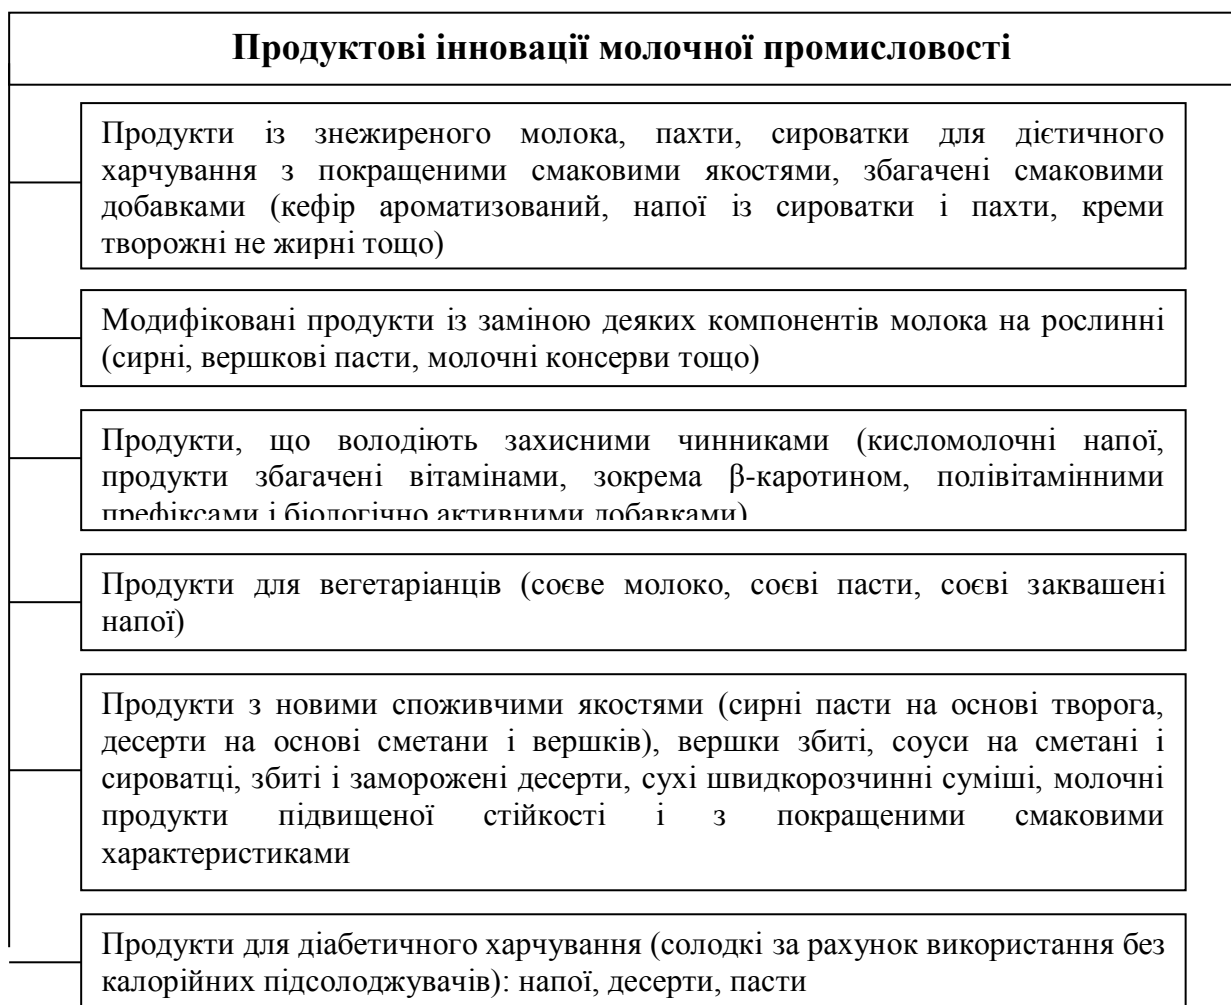 Продуктові інновації молочної промисловості
Продукти із знежиреного молока, пахти, сироватки для дієтичного
харчування з покращеними смаковими якостями, збагачені смаковими
добавками (кефір ароматизований, напої із сироватки і пахти, креми
творожні не жирні тощо)
Модифіковані продукти із заміною деяких компонентів молока на рослинні
(сирні, вершкові пасти, молочні консерви тощо)
Продукти, що володіють захисними чинниками (кисломолочні напої,
продукти збагачені вітамінами, зокрема β-каротином, полівітамінними
префіксами і біологічно активними добавками)
Продукти для вегетаріанців (соєве молоко, соєві пасти, соєві заквашені
напої)
Продукти з новими споживчими якостями (сирні пасти на основі творога,
десерти на основі сметани і вершків), вершки збиті, соуси на сметані і
сироватці, збиті і заморожені десерти, сухі швидкорозчинні суміші, молочні
продукти підвищеної стійкості і з покращеними смаковими
характеристиками
Продукти для діабетичного харчування (солодкі за рахунок використання без
калорійних підсолоджувачів): напої, десерти, пасти